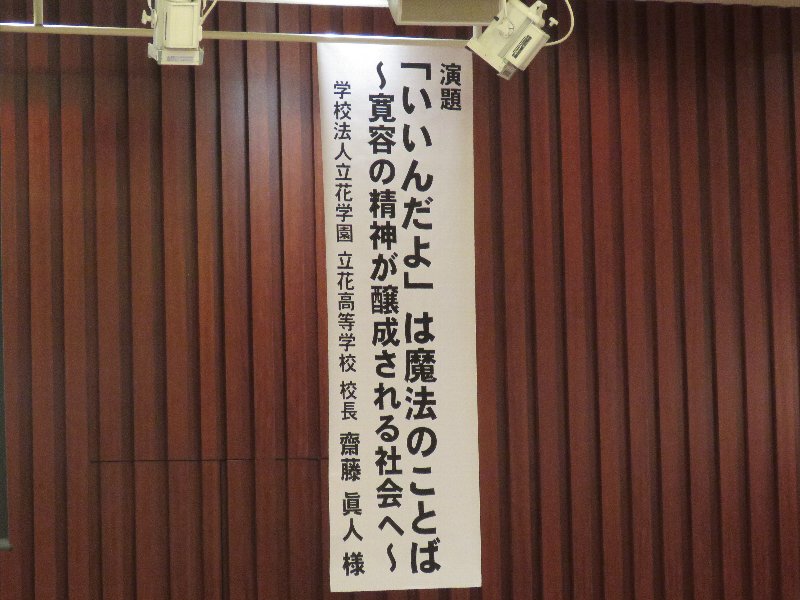 演題
「いいんだよ」は魔法のことば
～寛容の精神が醸成される社会へ～
学校法人立花学園 立花高等学校 校長 齋藤 眞人 様